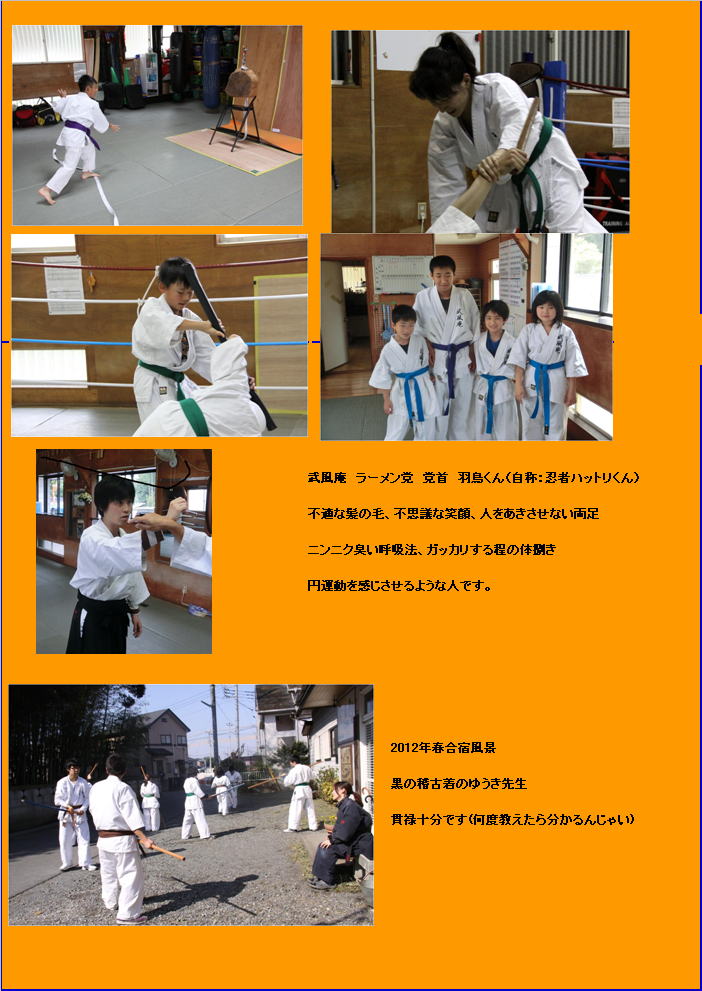 武風庵
武風庵　ラーメン党　党首　羽鳥くん（自称：忍者ハットリくん）
不適な髪の毛、不思議な笑顔、人をあきさせない両足
ニンニク臭い呼吸法、ガッカリする程の体捌き
円運動を感じさせるような人です。
2012年春合宿風景
黒の稽古着のゆうき先生
貫禄十分です（何度教えたら分かるんじゃい）